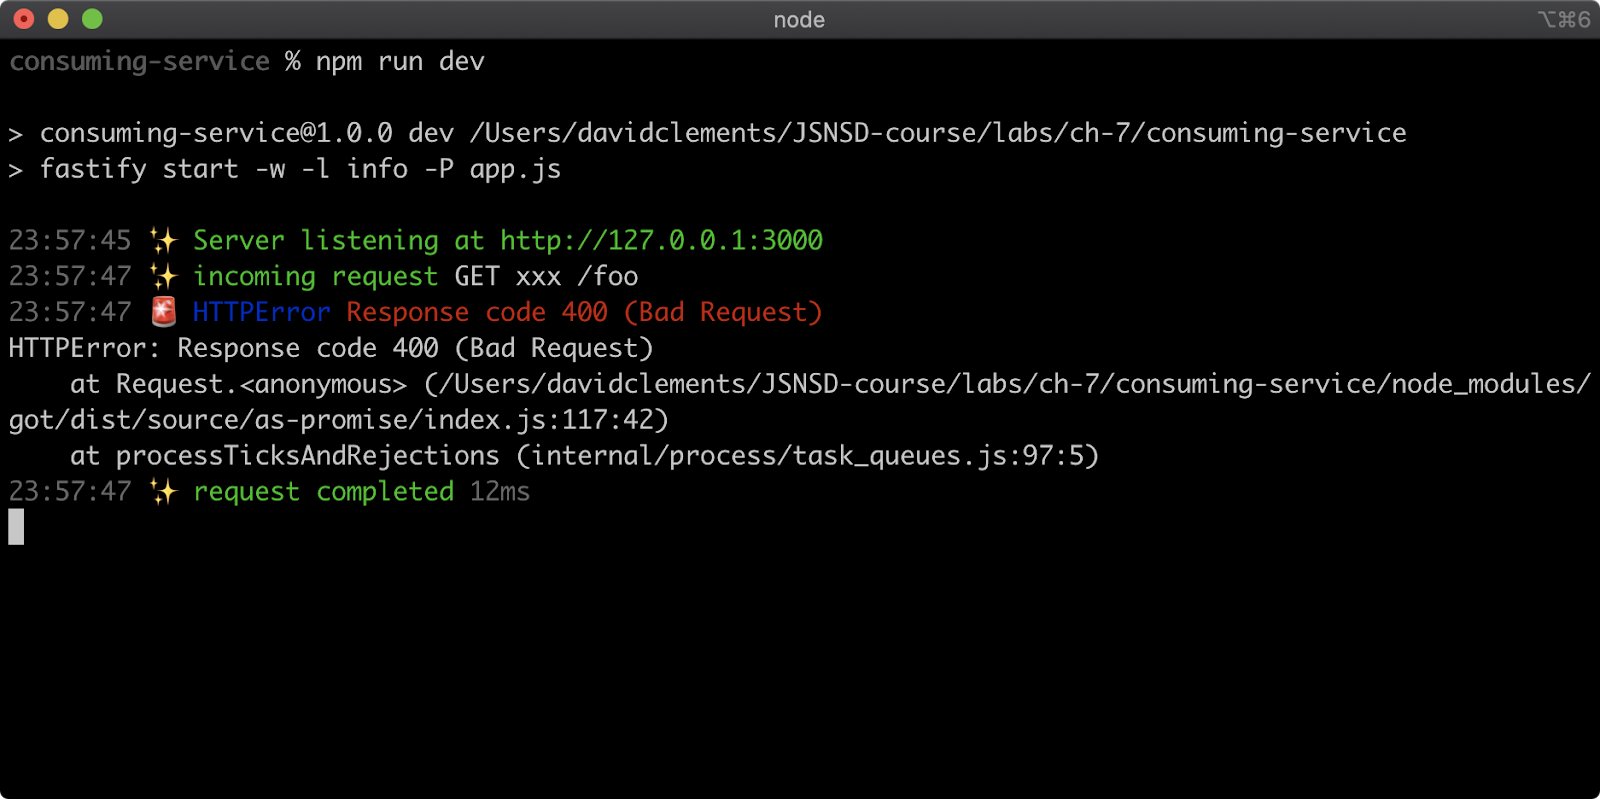 node
⌥⌘6
consuming-service % npm run dev
> consuming-service@1.0.0 dev /Users/davidclements/JSNSD-course/labs/ch-7/consuming-service
> fastify start -w -l info -P app.js
23:57:45 ✨ Server listening at http://127.0.0.1:3000
23:57:47 ✨ incoming request GET xxx /foo
23:57:47 🚨 HTTPError Response code 400 (Bad Request)
HTTPError: Response code 400 (Bad Request)
    at Request.<anonymous> (/Users/davidclements/JSNSD-course/labs/ch-7/consuming-service/node_modules/
got/dist/source/as-promise/index.js:117:42)
    at processTicksAndRejections (internal/process/task_queues.js:97:5)
23:57:47 ✨ request completed 12ms